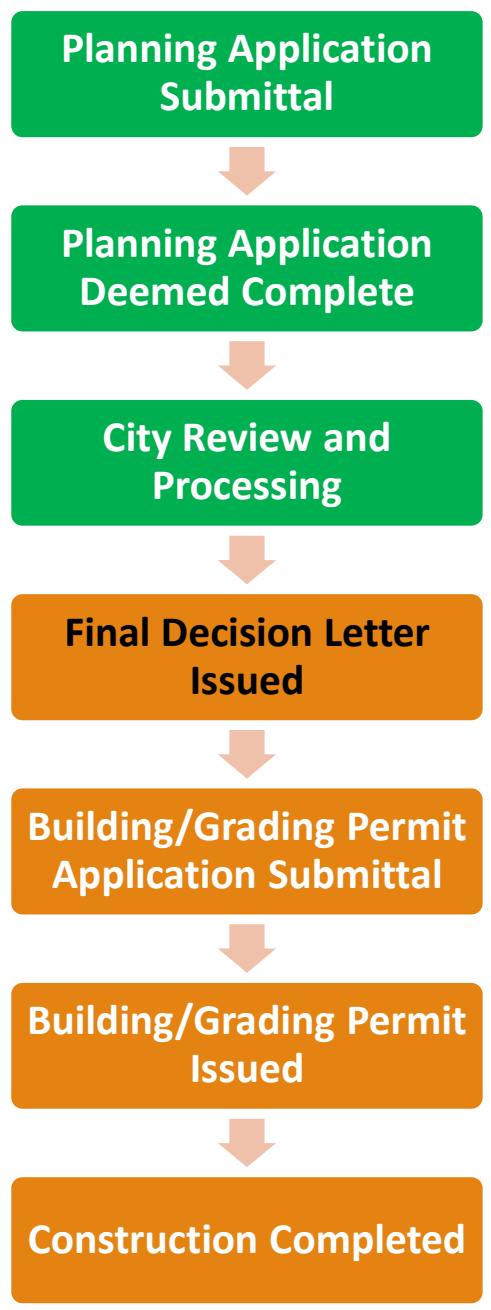 Planning Application
Submittal
Planning Application
Deemed Complete
City Review and
Processing
Final Decision Letter
Issued
Building/Grading Permit
Application Submittal
Building/Grading Permit
Issued
Construction Completed